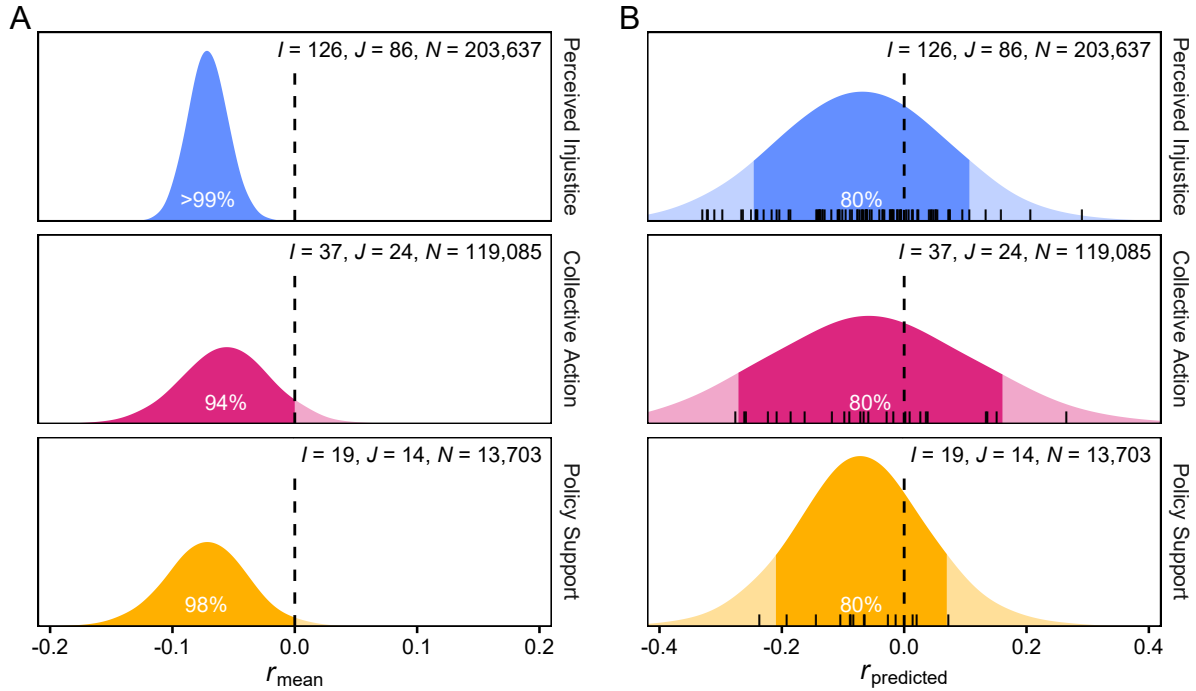 A
I = 126, J = 86, N = 203,637
>99%
Perceived Injustice
I = 37, J = 24, N = 119,085
94%
Collective Action
I = 19, J = 14, N = 13,703
98%
Policy Support
-0.2 -0.1 0.0 0.1 0.2
r mean
B
I = 126, J = 86, N = 203,637
80%
Perceived Injustice
I = 37, J = 24, N = 119,085
80%
Collective Action
I = 19, J = 14, N = 13,703
80%
Policy Support
-0.4 -0.2 0.0 0.2 0.4
r predicted